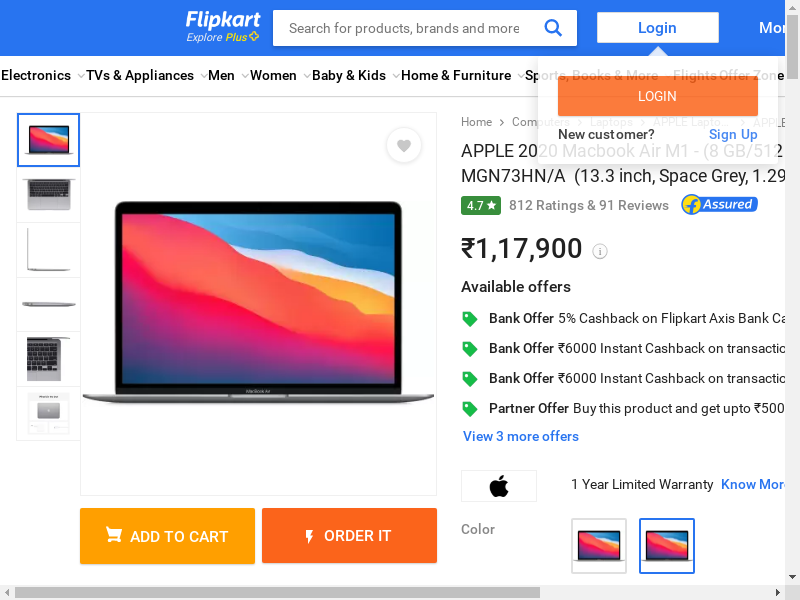 Flipkart
Explore Plus
Search for products, brands and more
Login
Mor
Electronics
TVs & Appliances
Men
Women
Baby & Kids
Home & Furniture
Sports, Books & More
Flights Offer Zone
LOGIN
New customer?
Sign Up
Home
Computers
Laptops
APPLE Lapto...
APPLE
APPLE 2020 Macbook Air M1 - (8 GB/512
MGN73HN/A (13.3 inch, Space Grey, 1.29
4.7
812 Ratings & 91 Reviews
Assured
₹1,17,900
Available offers
Bank Offer 5% Cashback on Flipkart Axis Bank Ca
Bank Offer ₹6000 Instant Cashback on transactio
Bank Offer ₹6000 Instant Cashback on transactio
Partner Offer Buy this product and get upto ₹500
View 3 more offers
1 Year Limited Warranty
Know More
Color
MacBook Air
ADD TO CART
ORDER IT